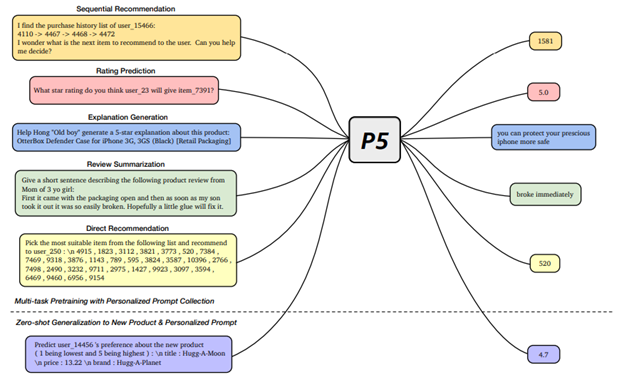 Sequential Recommendation
I find the purchase history list of user_15466:
4110 -> 4467 -> 4468 -> 4472
I wonder what is the next item to recommend to the user. Can you help
me decide?
Rating Prediction
What star rating do you think user_23 will give item_7391?
Explanation Generation
Help Hong "Old boy" generate a 5-star explanation about this product:
OtterBox Defender Case for iPhone 3G, 3GS (Black) [Retail Packaging]
Review Summarization
Give a short sentence describing the following product review from
Mom of 3 yo girl:
First it came with the packaging open and then as soon as my son
took it out it was so easily broken. Hopefully a little glue will fix it.
Direct Recommendation
Pick the most suitable item from the following list and recommend
to user_250 : \n 4915 , 1823 , 3112 , 3821 , 3773 , 520 , 7384 ,
7469 , 9318 , 3876 , 1143 , 789 , 595 , 3824 , 3587 , 10396 , 2766 ,
7498 , 2490 , 3232 , 9711 , 2975 , 1427 , 9923 , 3097 , 3594 ,
6469 , 9460 , 6956 , 9154
Multi-task Pretraining with Personalized Prompt Collection
Zero-shot Generalization to New Product & Personalized Prompt
Predict user_14456 's preference about the new product
( 1 being lowest and 5 being highest ) : \n title : Hugg-A-Moon
\n price : 13.22 \n brand : Hugg-A-Planet
P5
1581
5.0
you can protect your prescious
iphone more safe
broke immediately
520
4.7